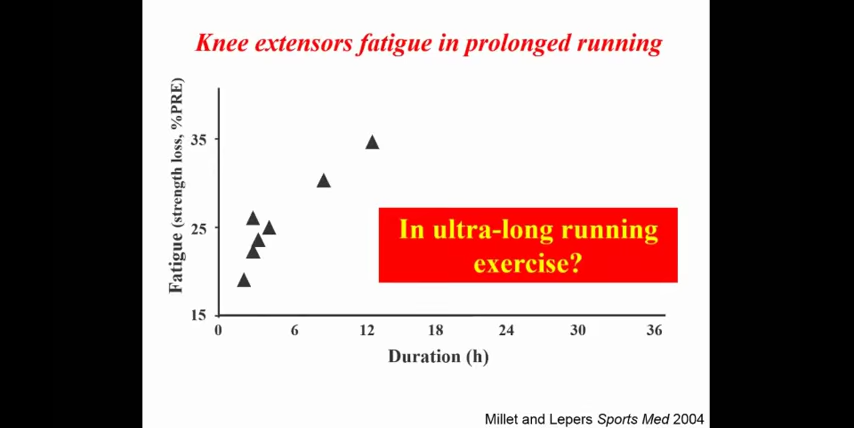 Knee extensors fatigue in prolonged running
Fatigue (strength loss, %PRE)
35
25
15
In ultra-long running
exercise?
0 6 12 18 24 30 36
Duration (h)
Millet and Lepers Sports Med 2004